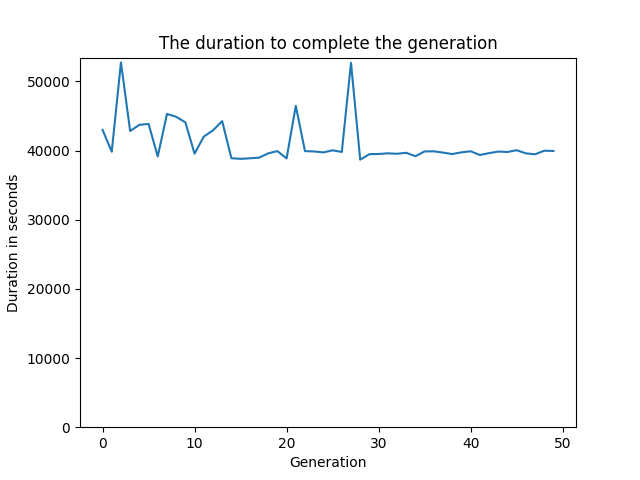 The duration to complete the generation
Duration in seconds
50000
40000
30000
20000
10000
0
0 10 20 30 40 50
Generation